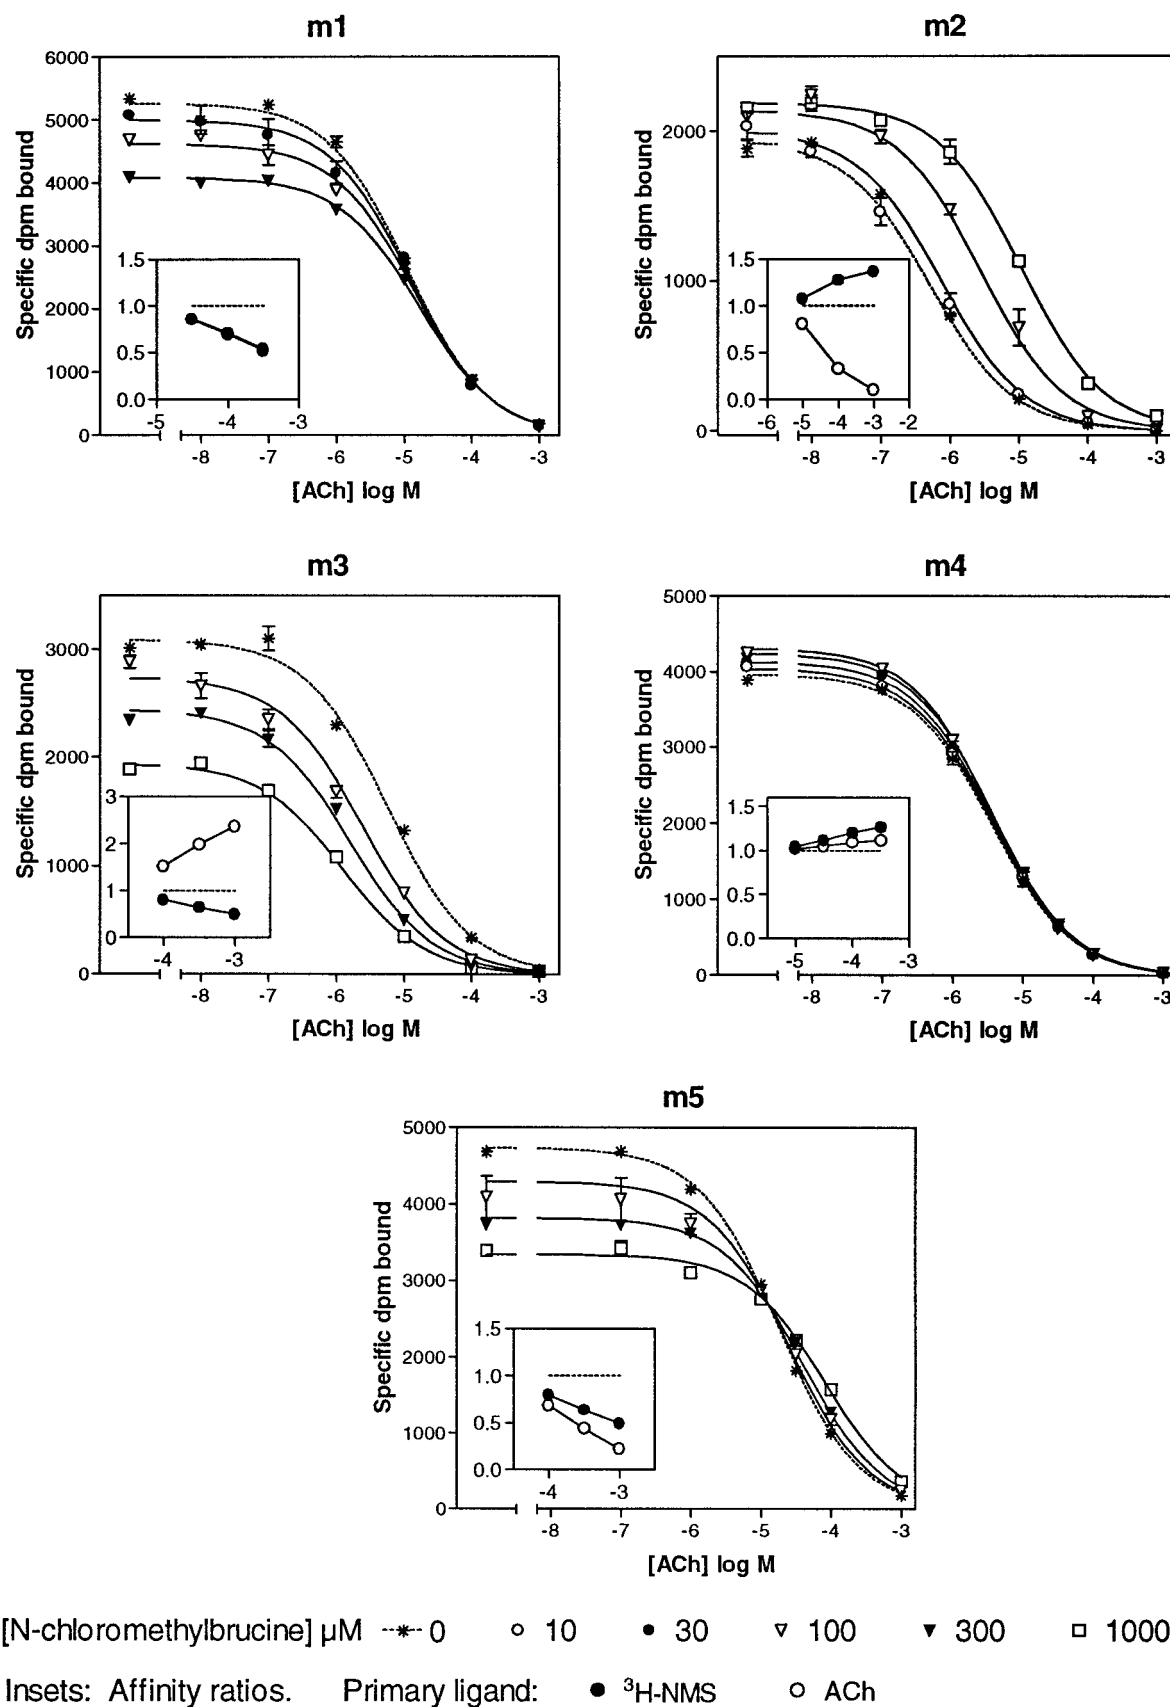 m1
6000
5000
4000
3000
2000
1000
0
Specific dpm bound
1.5
1.0
0.5
0.0
-5 -4 -3
-8 -7 -6 -5 -4 -3
[ACh] log M
m2
2000
1000
0
Specific dpm bound
1.5
1.0
0.5
0.0
-6 -5 -4 -3 -2
-8 -7 -6 -5 -4 -3
[ACh] log M
m3
3000
2000
1000
0
Specific dpm bound
3
2
1
0
-4 -3
-8 -7 -6 -5 -4 -3
[ACh] log M
m4
5000
4000
3000
2000
1000
0
Specific dpm bound
1.5
1.0
0.5
0.0
-5 -4 -3
-8 -7 -6 -5 -4 -3
[ACh] log M
m5
5000
4000
3000
2000
1000
0
Specific dpm bound
1.5
1.0
0.5
0.0
-4 -3
-8 -7 -6 -5 -4 -3
[ACh] log M
[N-chloromethylbrucine] µM 0 10 30 100 300 1000
Insets: Affinity ratios. Primary ligand: ³H-NMS ACh